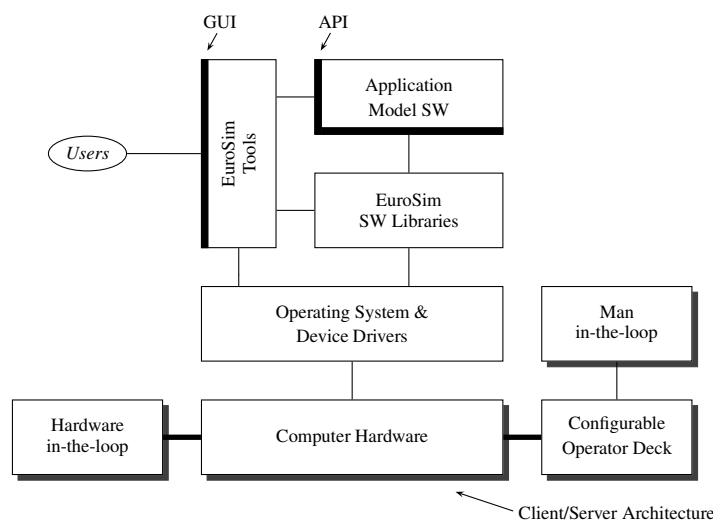 GUI
API
Application
Model SW
Users
EuroSim
Tools
EuroSim
SW Libraries
Operating System &
Device Drivers
Man
in-the-loop
Hardware
in-the-loop
Computer Hardware
Configurable
Operator Deck
Client/Server Architecture